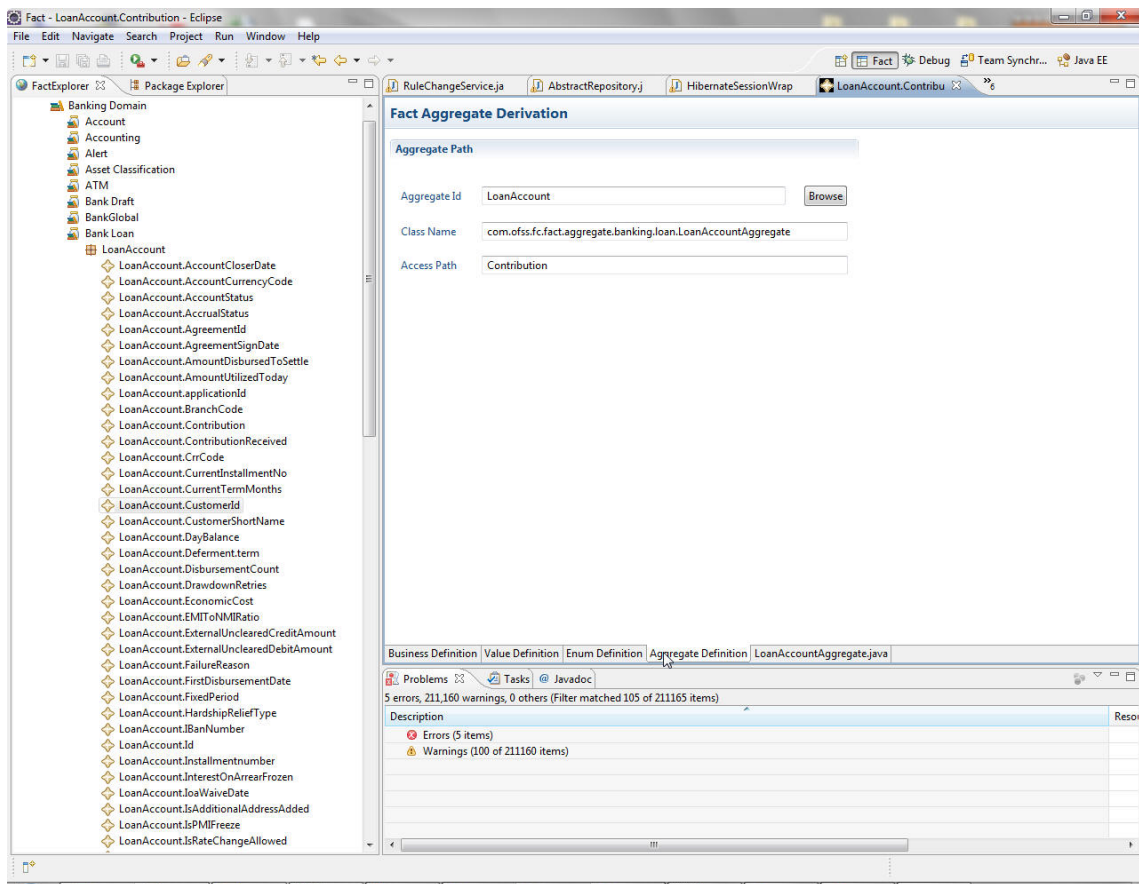 Fact - LoanAccount.Contribution - Eclipse
File Edit Navigate Search Project Run Window Help
Fact Debug Team Synchr... Java EE
FactExplorer Package Explorer
Banking Domain
Account
Accounting
Alert
Asset Classification
ATM
Bank Draft
BankGlobal
Bank Loan
LoanAccount
LoanAccount.AccountCloserDate
LoanAccount.AccountCurrencyCode
LoanAccount.AccountStatus
LoanAccount.AccrualStatus
LoanAccount.AgreementId
LoanAccount.AgreementSignDate
LoanAccount.AmountDisbursedToSettle
LoanAccount.AmountUtilizedToday
LoanAccount.applicationId
LoanAccount.BranchCode
LoanAccount.Contribution
LoanAccount.ContributionReceived
LoanAccount.CrrCode
LoanAccount.CurrentInstallmentNo
LoanAccount.CurrentTermMonths
LoanAccount.CustomerId
LoanAccount.CustomerShortName
LoanAccount.DayBalance
LoanAccount.Deferment.term
LoanAccount.DisbursementCount
LoanAccount.DrawdownRetries
LoanAccount.EconomicCost
LoanAccount.EMIToNMIRatio
LoanAccount.ExternalUnclearedCreditAmount
LoanAccount.ExternalUnclearedDebitAmount
LoanAccount.FailureReason
LoanAccount.FirstDisbursementDate
LoanAccount.FixedPeriod
LoanAccount.HardshipReliefType
LoanAccount.IBanNumber
LoanAccount.Id
LoanAccount.Installmentnumber
LoanAccount.InterestOnArrearFrozen
LoanAccount.IoaWaiveDate
LoanAccount.IsAdditionalAddressAdded
LoanAccount.IsPMIFreeze
LoanAccount.IsRateChangeAllowed
RuleChangeService.ja AbstractRepository.j HibernateSessionWrap LoanAccount.Contribu »6
Fact Aggregate Derivation
Aggregate Path
Aggregate Id LoanAccount Browse
Class Name com.ofss.fc.fact.aggregate.banking.loan.LoanAccountAggregate
Access Path Contribution
Business Definition Value Definition Enum Definition Aggregate Definition LoanAccountAggregate.java
Problems Tasks @ Javadoc
5 errors, 211,160 warnings, 0 others (Filter matched 105 of 211165 items)
Description Reso
Errors (5 items)
Warnings (100 of 211160 items)